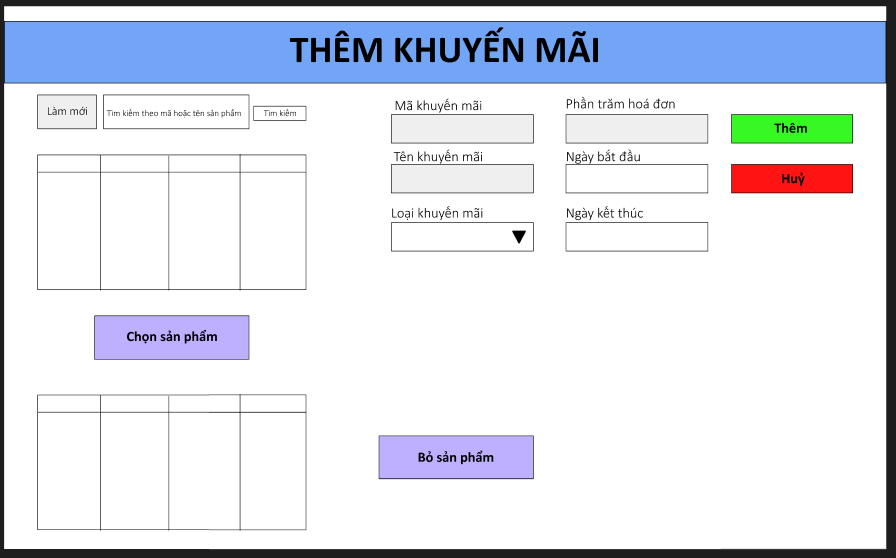 THÊM KHUYẾN MÃI
Làm mới
Tìm kiếm theo mã hoặc tên sản phẩm
Tìm kiếm
Mã khuyến mãi
Phần trăm hoá đơn
Thêm
Tên khuyến mãi
Ngày bắt đầu
Huỷ
Loại khuyến mãi
Ngày kết thúc
Chọn sản phẩm
Bỏ sản phẩm